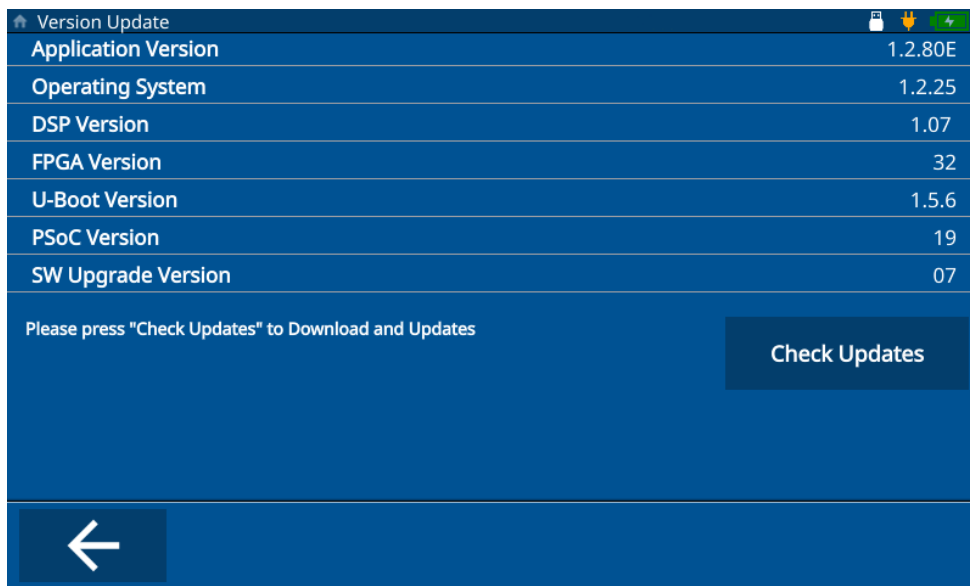 Version Update
Application Version 1.2.80E
Operating System 1.2.25
DSP Version 1.07
FPGA Version 32
U-Boot Version 1.5.6
PSoC Version 19
SW Upgrade Version 07
Please press "Check Updates" to Download and Updates
Check Updates